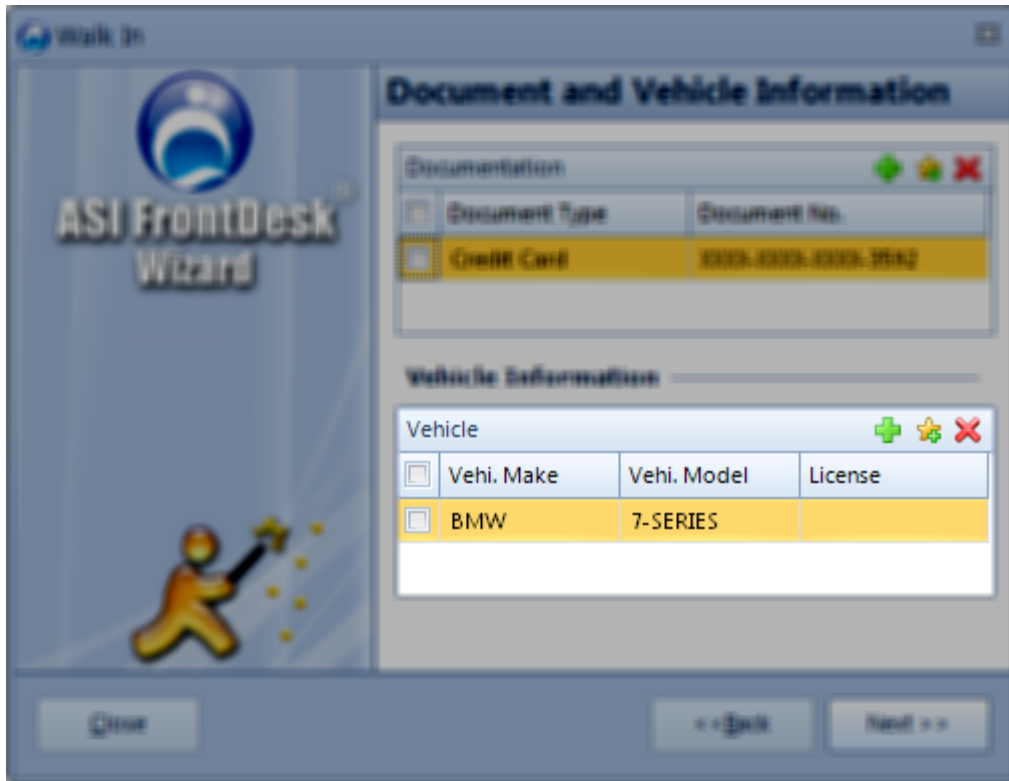 Walk In
Document and Vehicle Information
ASI FrontDesk
Wizard
Documentation
Document Type Document No.
Credit Card
Vehicle Information
Vehicle
Vehi. Make Vehi. Model License
BMW 7-SERIES
Close <<Back Next >>